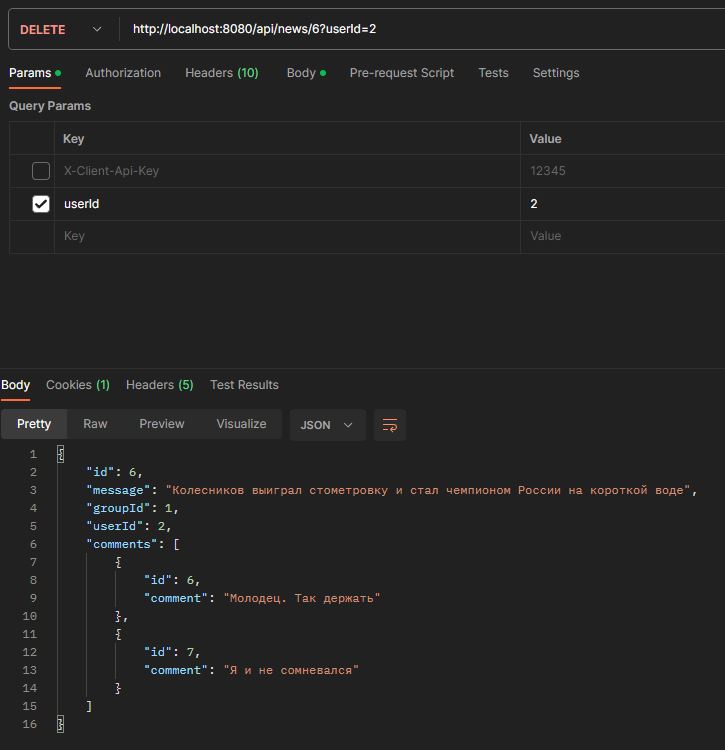 DELETE http://localhost:8080/api/news/6?userId=2
Params Authorization Headers (10) Body Pre-request Script Tests Settings
Query Params
Key Value
X-Client-Api-Key 12345
userId 2
Key Value
Body Cookies (1) Headers (5) Test Results
Pretty Raw Preview Visualize JSON
1 {
2 "id": 6,
3 "message": "Колесников выиграл стометровку и стал чемпионом России на короткой воде",
4 "groupId": 1,
5 "userId": 2,
6 "comments": [
7 {
8 "id": 6,
9 "comment": "Молодец. Так держать"
10 },
11 {
12 "id": 7,
13 "comment": "Я и не сомневался"
14 }
15 ]
16 }